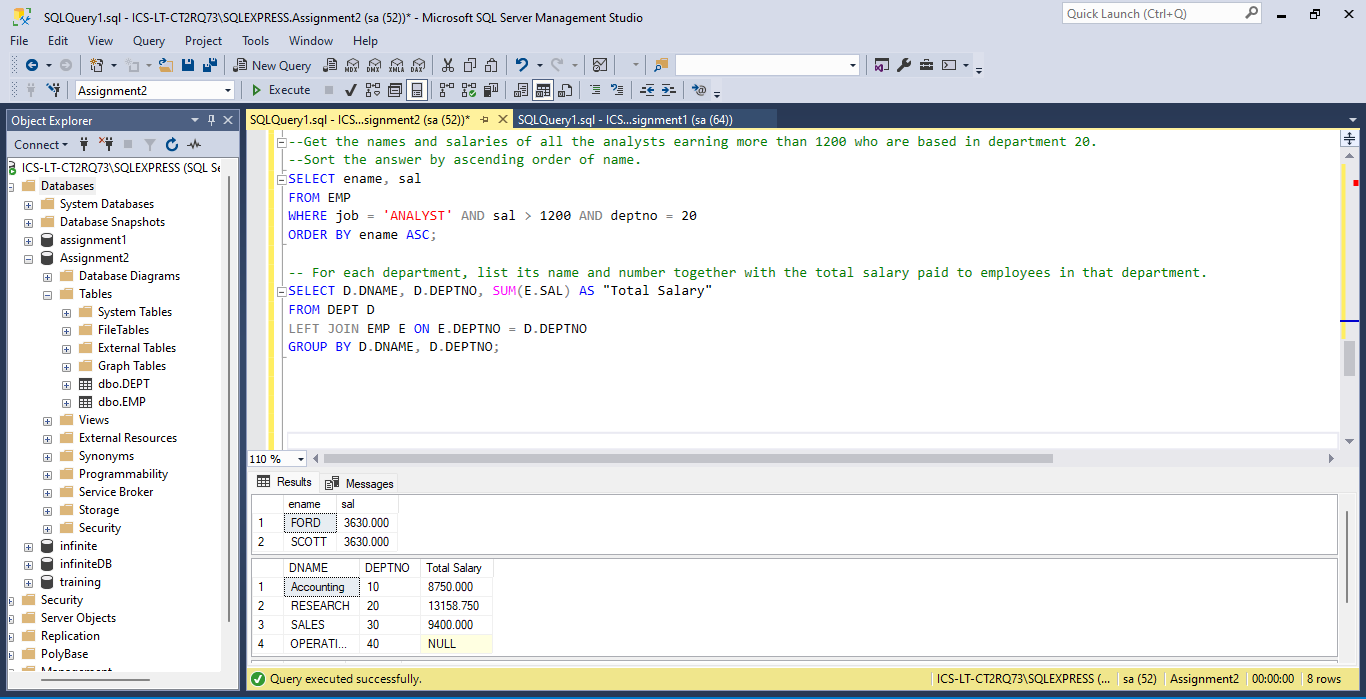 SQLQuery1.sql - ICS-LT-CT2RQ73\SQLEXPRESS.Assignment2 (sa (52))* - Microsoft SQL Server Management Studio
Quick Launch (Ctrl+Q)
File Edit View Query Project Tools Window Help
New Query MDX DMX XMLA DAX
Assignment2 Execute
Object Explorer
Connect
ICS-LT-CT2RQ73\SQLEXPRESS (SQL Se
Databases
System Databases
Database Snapshots
assignment1
Assignment2
Database Diagrams
Tables
System Tables
FileTables
External Tables
Graph Tables
dbo.DEPT
dbo.EMP
Views
External Resources
Synonyms
Programmability
Service Broker
Storage
Security
infinite
infiniteDB
training
Security
Server Objects
Replication
PolyBase
Management
SQLQuery1.sql - ICS...signment2 (sa (52))* SQLQuery1.sql - ICS...signment1 (sa (64))
--Get the names and salaries of all the analysts earning more than 1200 who are based in department 20.
--Sort the answer by ascending order of name.
SELECT ename, sal
FROM EMP
WHERE job = 'ANALYST' AND sal > 1200 AND deptno = 20
ORDER BY ename ASC;
-- For each department, list its name and number together with the total salary paid to employees in that department.
SELECT D.DNAME, D.DEPTNO, SUM(E.SAL) AS "Total Salary"
FROM DEPT D
LEFT JOIN EMP E ON E.DEPTNO = D.DEPTNO
GROUP BY D.DNAME, D.DEPTNO;
110 %
Results Messages
ename sal
1 FORD 3630.000
2 SCOTT 3630.000
DNAME DEPTNO Total Salary
1 Accounting 10 8750.000
2 RESEARCH 20 13158.750
3 SALES 30 9400.000
4 OPERATI... 40 NULL
Query executed successfully. ICS-LT-CT2RQ73\SQLEXPRESS (... sa (52) Assignment2 00:00:00 8 rows